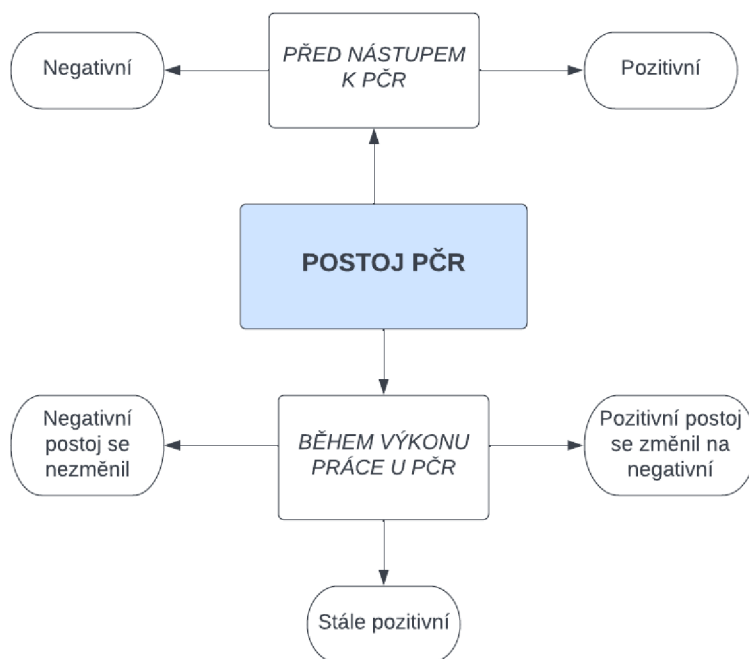 Negativní
PŘED NÁSTUPEM
K PČR
Pozitivní
POSTOJ PČR
Negativní
postoj se
nezměnil
BĚHEM VÝKONU
PRÁCE U PČR
Pozitivní postoj
se změnil na
negativní
Stále pozitivní